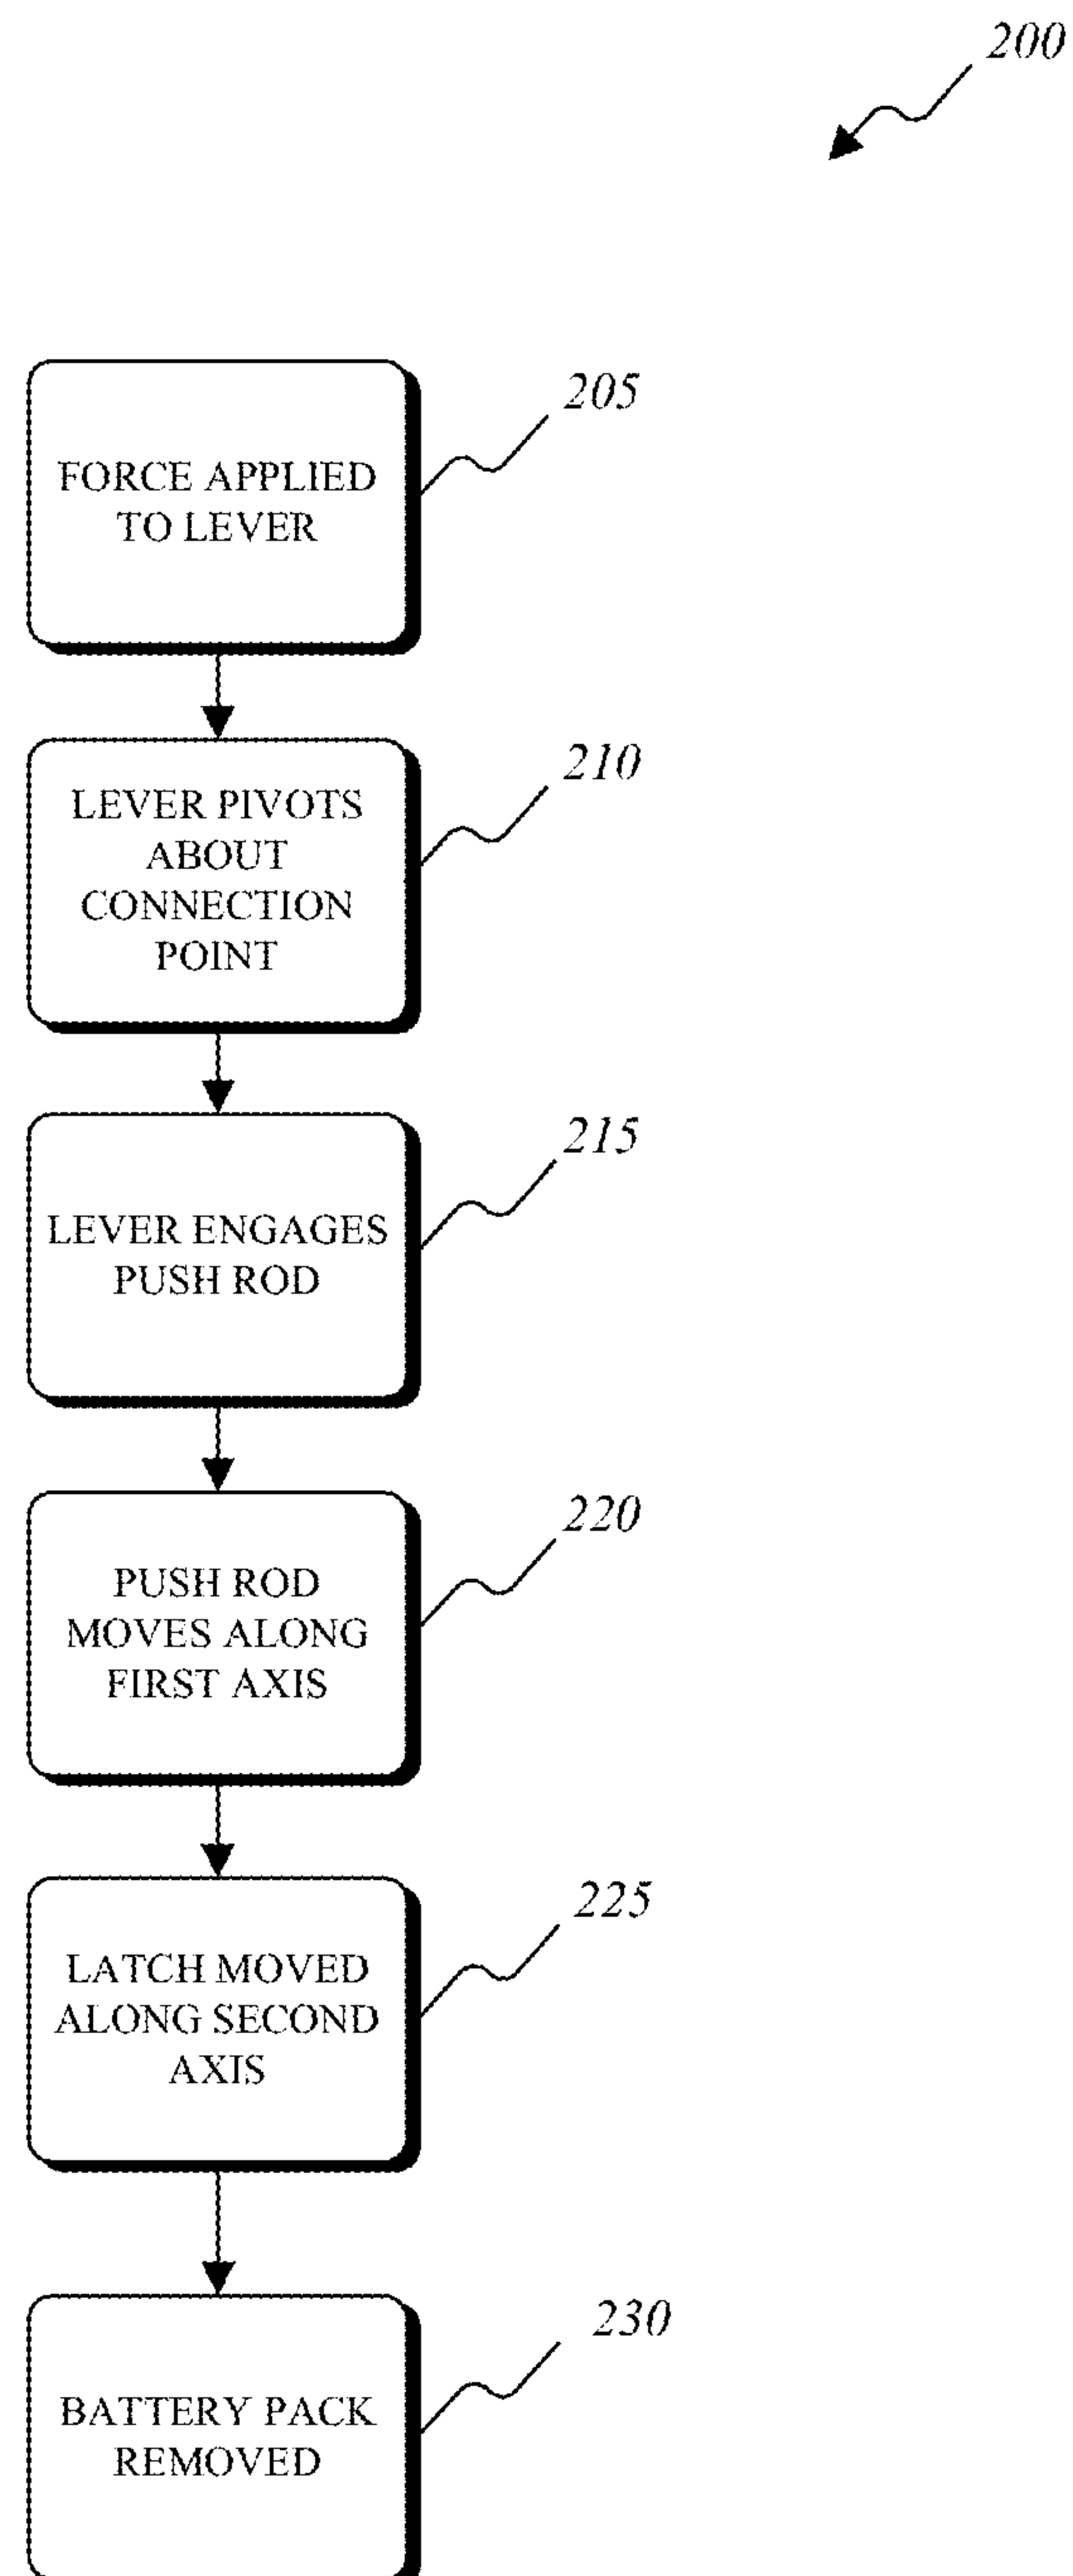 200
205
FORCE APPLIED
TO LEVER
210
LEVER PIVOTS
ABOUT
CONNECTION
POINT
215
LEVER ENGAGES
PUSH ROD
220
PUSH ROD
MOVES ALONG
FIRST AXIS
225
LATCH MOVED
ALONG SECOND
AXIS
230
BATTERY PACK
REMOVED